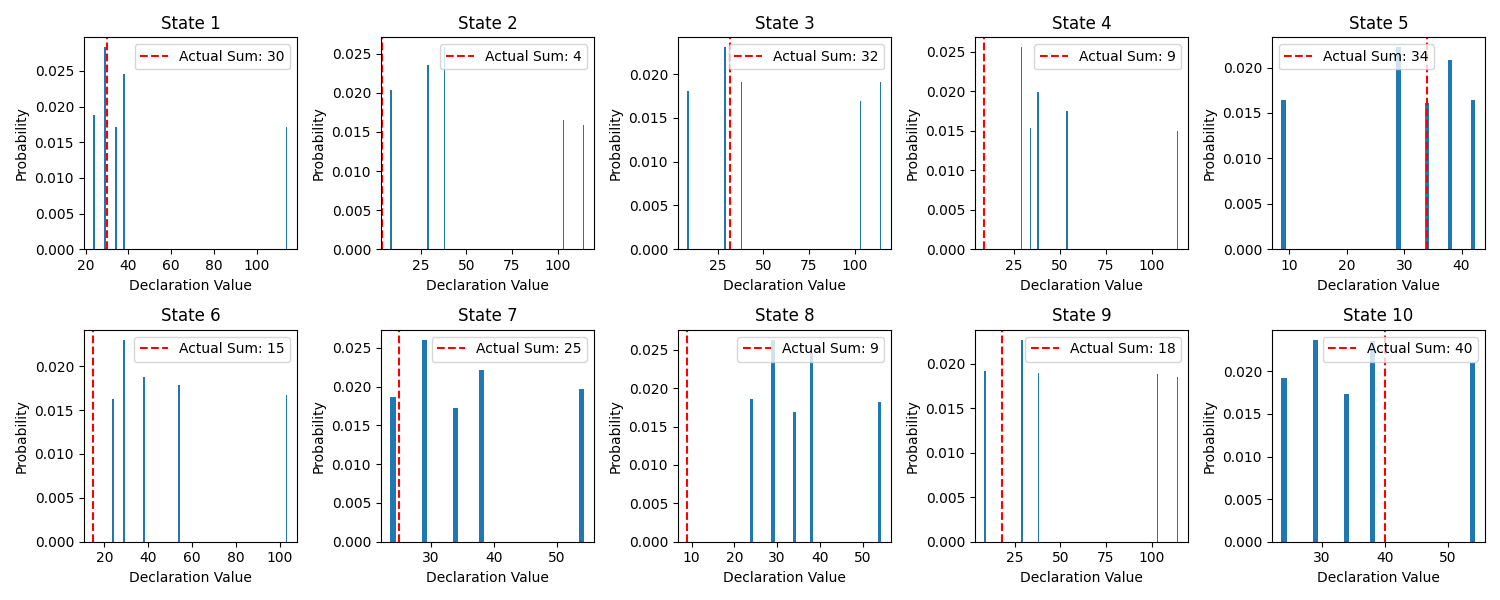 State 1
Actual Sum: 30
Probability
0.025
0.020
0.015
0.010
0.005
0.000
20 40 60 80 100
Declaration Value
State 2
Actual Sum: 4
Probability
0.025
0.020
0.015
0.010
0.005
0.000
25 50 75 100
Declaration Value
State 3
Actual Sum: 32
Probability
0.020
0.015
0.010
0.005
0.000
25 50 75 100
Declaration Value
State 4
Actual Sum: 9
Probability
0.025
0.020
0.015
0.010
0.005
0.000
25 50 75 100
Declaration Value
State 5
Actual Sum: 34
Probability
0.020
0.015
0.010
0.005
0.000
10 20 30 40
Declaration Value
State 6
Actual Sum: 15
Probability
0.020
0.015
0.010
0.005
0.000
20 40 60 80 100
Declaration Value
State 7
Actual Sum: 25
Probability
0.025
0.020
0.015
0.010
0.005
0.000
30 40 50
Declaration Value
State 8
Actual Sum: 9
Probability
0.025
0.020
0.015
0.010
0.005
0.000
10 20 30 40 50
Declaration Value
State 9
Actual Sum: 18
Probability
0.020
0.015
0.010
0.005
0.000
25 50 75 100
Declaration Value
State 10
Actual Sum: 40
Probability
0.020
0.015
0.010
0.005
0.000
30 40 50
Declaration Value